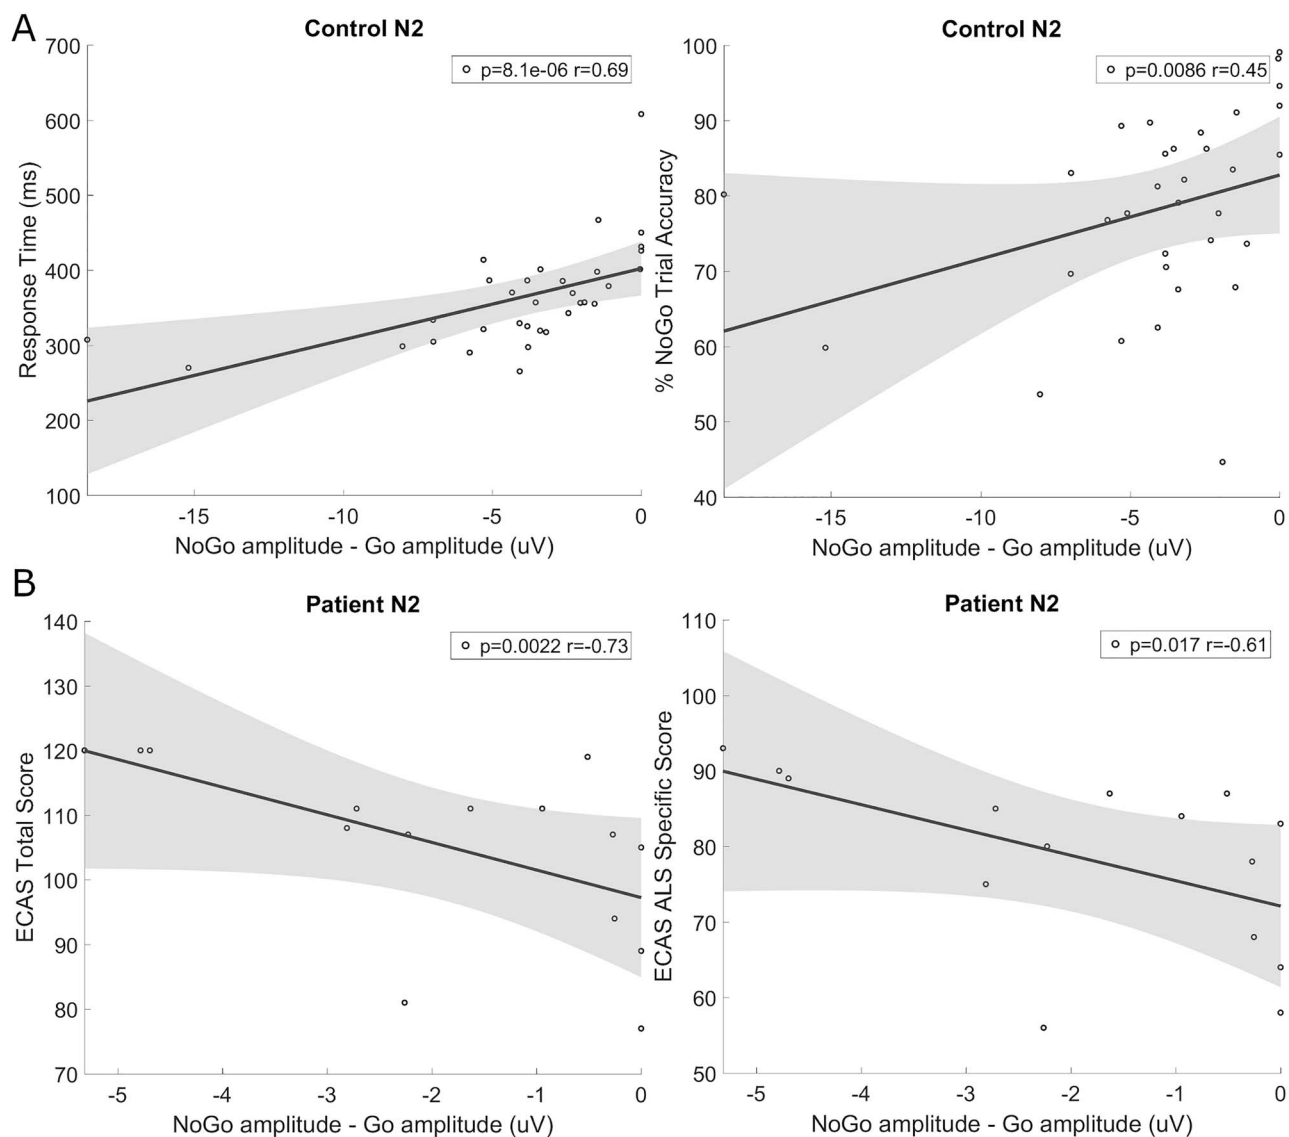 A
Control N2
p=8.1e-06 r=0.69
Response Time (ms)
700
600
500
400
300
200
100
-15
-10
-5
0
NoGo amplitude - Go amplitude (uV)
Control N2
p=0.0086 r=0.45
% NoGo Trial Accuracy
100
90
80
70
60
50
40
-15
-10
-5
0
NoGo amplitude - Go amplitude (uV)
B
Patient N2
p=0.0022 r=-0.73
ECAS Total Score
140
130
120
110
100
90
80
70
-5
-4
-3
-2
-1
0
NoGo amplitude - Go amplitude (uV)
Patient N2
p=0.017 r=-0.61
ECAS ALS Specific Score
110
100
90
80
70
60
50
-5
-4
-3
-2
-1
0
NoGo amplitude - Go amplitude (uV)